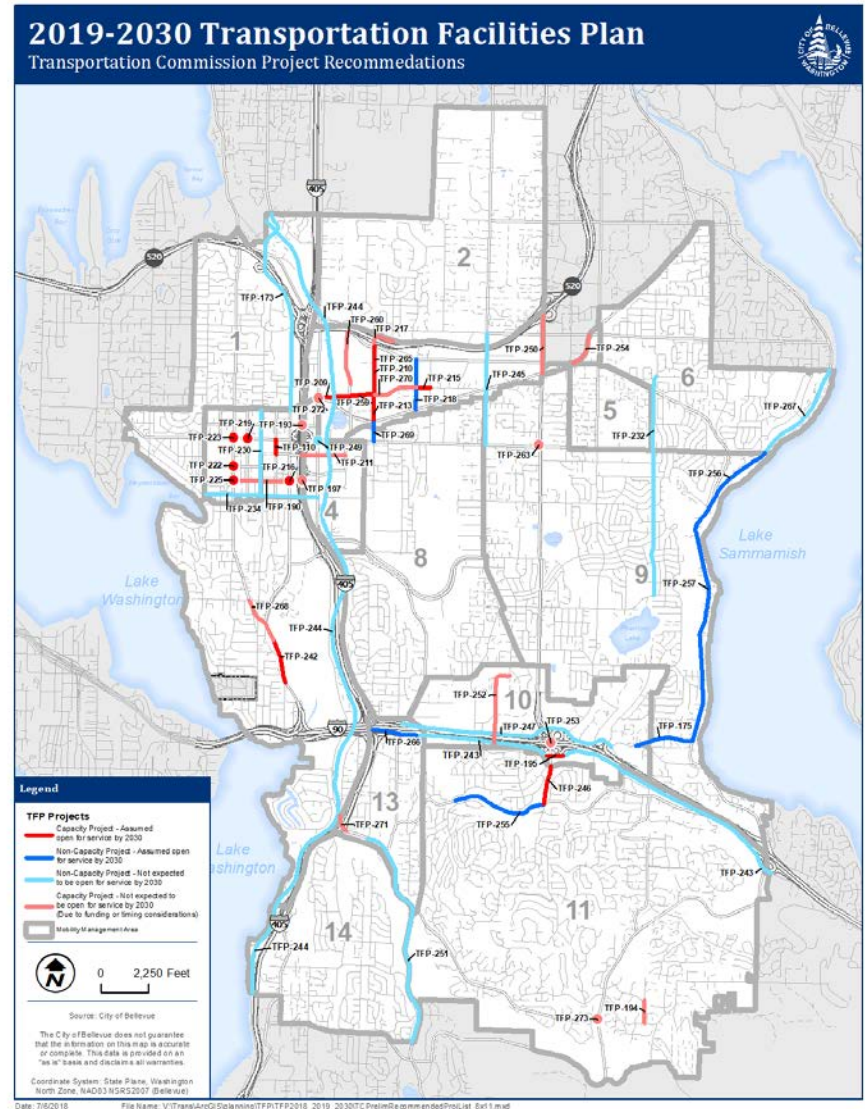 2019-2030 Transportation Facilities Plan
Transportation Commission Project Recommedations
CITY OF BELLEVUE
WASHINGTON
405
520
2
520
TFP-173
TFP-244
TFP-260
TFP-217
1
TFP-265
TFP-210
TFP-270
TFP-250
TFP-254
TFP-209
TFP-215
TFP-245
6
TFP-259
TFP-213
TFP-218
5
TFP-272
TFP-267
TFP-219
TFP-193
TFP-223
TFP-110
TFP-269
TFP-232
TFP-230
TFP-249
TFP-263
TFP-211
TFP-222
TFP-216
TFP-256
TFP-225
TFP-197
4
TFP-234
TFP-190
Lake
Sammamish
8
9
Lake
Washington
405
TFP-257
TFP-268
TFP-244
TFP-242
TFP-252
10
TFP-253
90
TFP-247
TFP-175
TFP-266
TFP-243
TFP-195
TFP-246
13
TFP-255
TFP-271
Lake
TFP-243
11
405
14
TFP-244
TFP-251
TFP-194
TFP-273
Legend
TFP Projects
Capacity Project - Assumed
open for service by 2030
Non-Capacity Project - Assumed open
for service by 2030
Non-Capacity Project - Not expected
to be open for service by 2030
Capacity Project - Not expected to
be open for service by 2030
(Due to funding or timing considerations)
Mobility Management Area
N
0 2,250 Feet
Source: City of Bellevue
The City of Bellevue does not guarantee
that the information on this map is accurate
or complete. This data is provided on an
"as is" basis and disclaims all warranties.
Coordinate System: State Plane, Washington
North Zone, NAD83 NSRS2007 (Bellevue)
Date: 7/6/2018